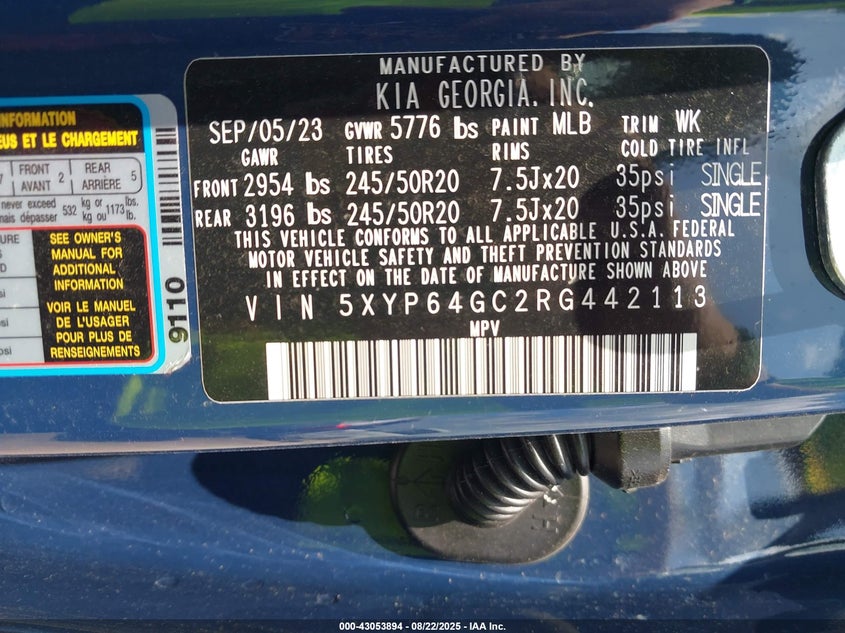 MANUFACTURED BY
KIA GEORGIA. INC.
SEP/05/23 GVWR 5776 lbs PAINT MLB TRIM WK
GAWR TIRES RIMS COLD TIRE INFL
FRONT 2954 lbs 245/50R20 7.5Jx20 35psi SINGLE
REAR 3196 lbs 245/50R20 7.5Jx20 35psi SINGLE
THIS VEHICLE CONFORMS TO ALL APPLICABLE U.S.A. FEDERAL
MOTOR VEHICLE SAFETY AND THEFT PREVENTION STANDARDS
IN EFFECT ON THE DATE OF MANUFACTURE SHOWN ABOVE
VIN 5XYP64GC2RG442113
MPV
INFORMATION
ET LE CHARGEMENT
FRONT 2 REAR 5
AVANT ARRIÈRE
never exceed 532 kg or 1173 lbs.
mais dépasser kg ou lb.
SEE OWNER'S
MANUAL FOR
ADDITIONAL
INFORMATION
VOIR LE MANUEL
DE L'USAGER
POUR PLUS DE
RENSEIGNEMENTS
9110
000-43053894 - 08/22/2025 - IAA Inc.